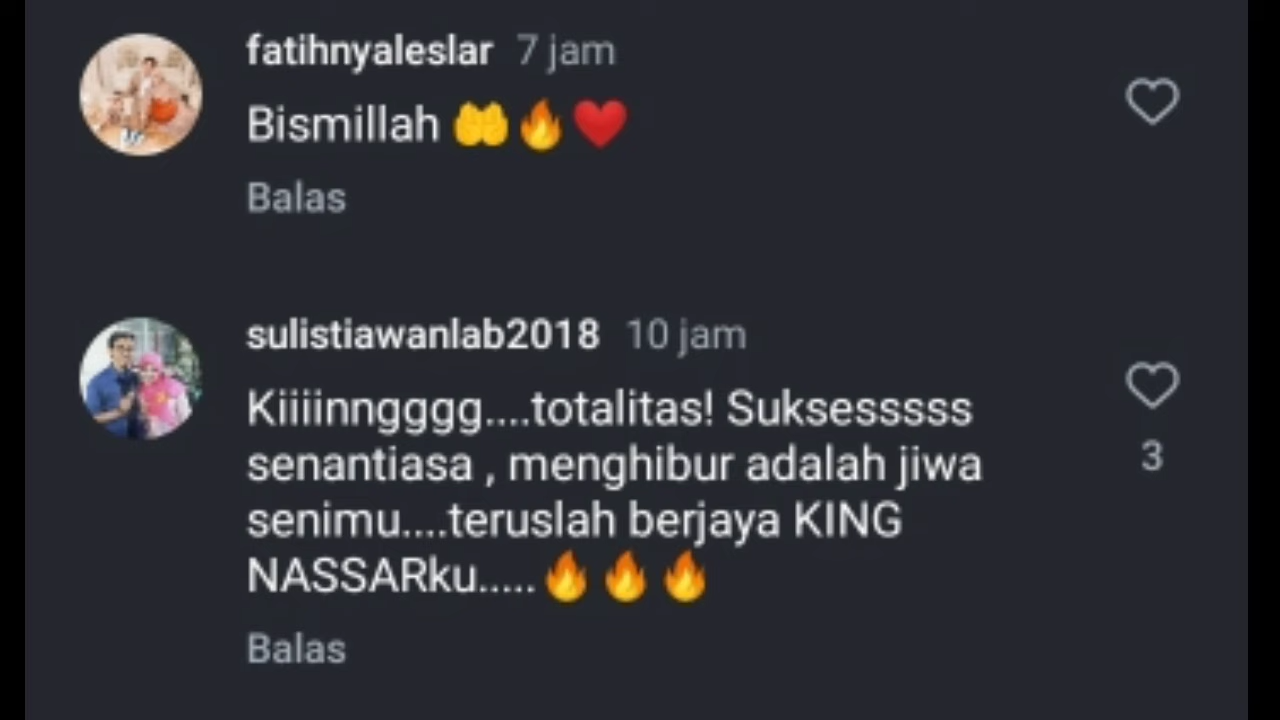 fatihnyaleslar 7 jam
Bismillah 🤲🔥❤️
Balas
sulistiawanlab2018 10 jam
Kiiiinngggg....totalitas! Suksesssss
senantiasa , menghibur adalah jiwa
3
senimu....teruslah berjaya KING
NASSARku.....🔥🔥🔥
Balas